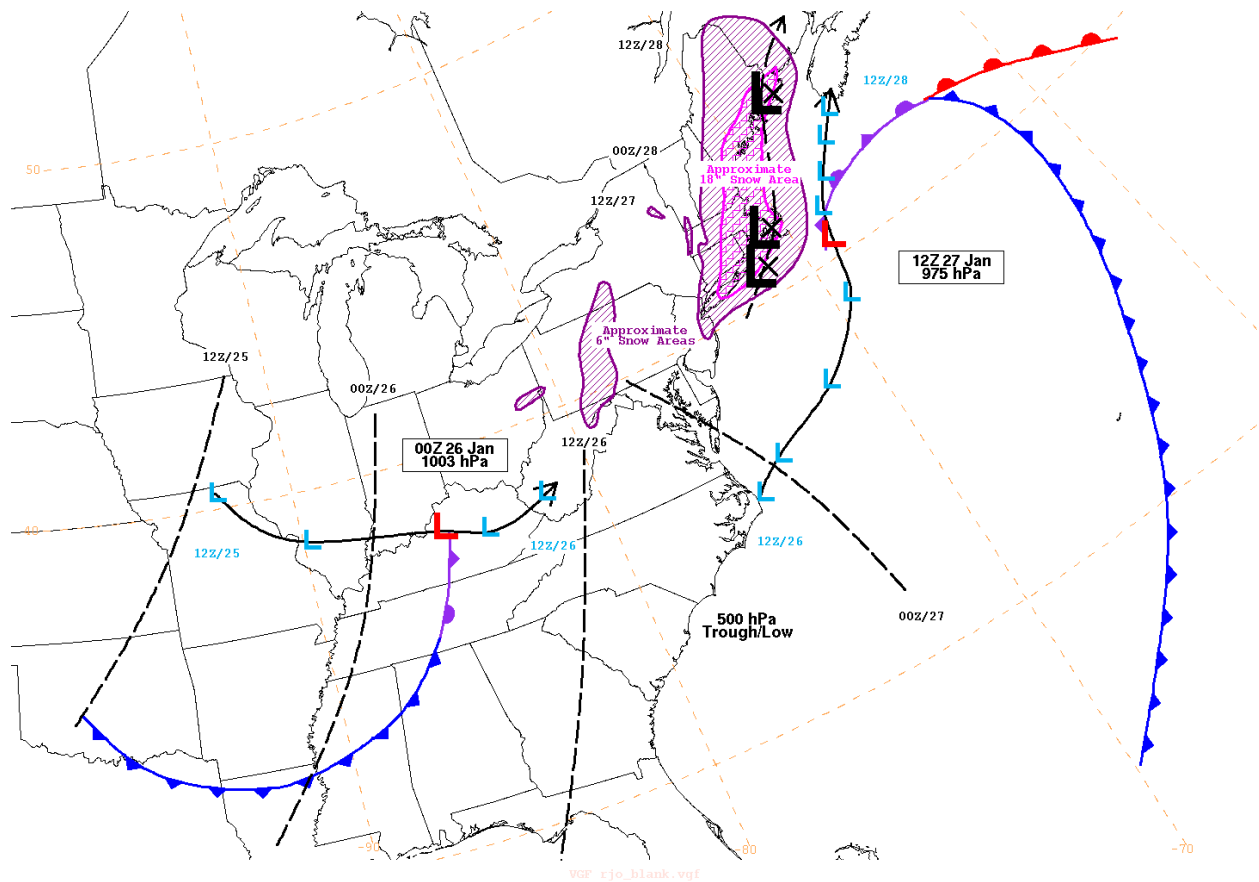 12Z/28
12Z/28
50
00Z/28
Approximate
18" Snow Area
12Z/27
12Z 27 Jan
975 hPa
Approximate
6" Snow Areas
12Z/25
00Z/26
00Z 26 Jan
1003 hPa
12Z/26
40
12Z/25
12Z/26
12Z/26
500 hPa
Trough/Low
00Z/27
-90
-80
-70
VGF rjo_blank.vgf